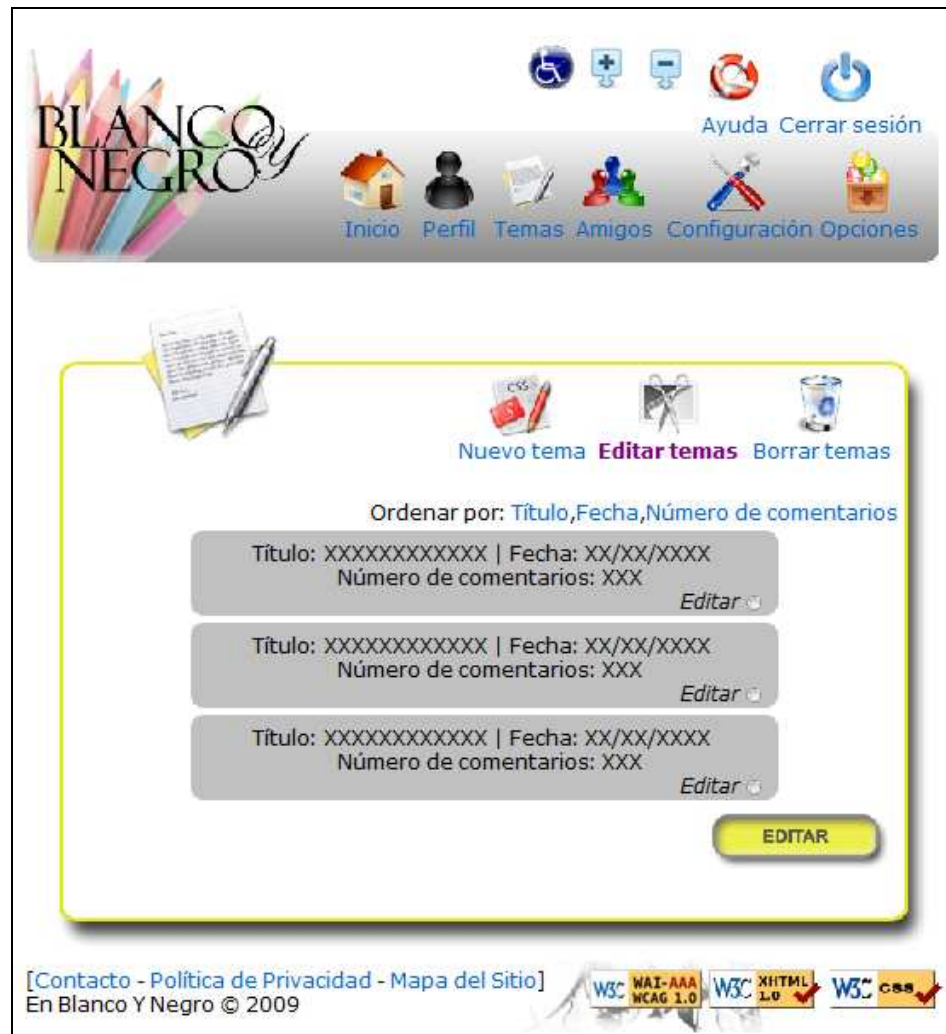 BLANCO Y
NEGRO
Ayuda Cerrar sesión
Inicio Perfil Temas Amigos Configuración Opciones
CSS
Nuevo tema Editar temas Borrar temas
Ordenar por: Título,Fecha,Número de comentarios
Título: XXXXXXXXXXXX | Fecha: XX/XX/XXXX
Número de comentarios: XXX
Editar
Título: XXXXXXXXXXXX | Fecha: XX/XX/XXXX
Número de comentarios: XXX
Editar
Título: XXXXXXXXXXXX | Fecha: XX/XX/XXXX
Número de comentarios: XXX
Editar
EDITAR
[Contacto - Política de Privacidad - Mapa del Sitio]
En Blanco Y Negro © 2009
W3C WAI-AAA WCAG 1.0
W3C XHTML 1.0
W3C css